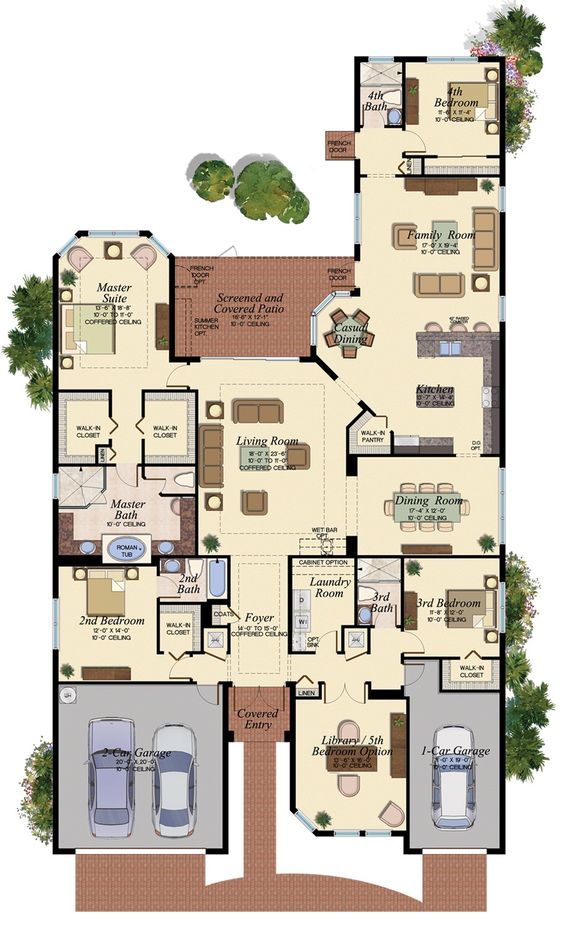 4th
Bath
4th
Bedroom
11'-6" X 11'-4"
10'-0" CEILING
FRENCH
DOOR
LINEN
Family Room
17'-0" X 19'-4"
10'-0" CEILING
Master
Suite
13'-6" X 18'-8"
10'-0" TO 11'-0"
COFFERED CEILING
FRENCH
DOOR
OPT.
FRENCH
DOOR
Screened and
Covered Patio
16'-6" X 12'-1"
10'-0" CEILING
SUMMER
KITCHEN
OPT.
Casual
Dining
42" RAISED
COUNTER
Kitchen
13'-7" X 14'-4"
10'-0" CEILING
WALK-IN
CLOSET
WALK-IN
CLOSET
LINEN
WALK-IN
PANTRY
D.O.
OPT
Living Room
18'-0" X 23'-6"
10'-0" TO 11'-0"
COFFERED CEILING
Master
Bath
10'-0" CEILING
ROMAN
TUB
Dining Room
17'-4" X 12'-0"
10'-0" CEILING
WET BAR
OPT.
CABINET OPTION
2nd
Bath
Laundry
Room
D
W
OPT.
SINK
3rd
Bath
3rd Bedroom
11'-8" X 12'-0"
10'-0" CEILING
2nd Bedroom
12'-0" X 14'-0"
10'-0" CEILING
WALK-IN
CLOSET
COATS
Foyer
14'-0" TO 15'-0"
COFFERED CEILING
WALK-IN
CLOSET
LINEN
Covered
Entry
2-Car Garage
20'-0" X 20'-0"
10'-0" CEILING
Library / 5th
Bedroom Option
13'-6" X 16'-0"
10'-0" CEILING
1-Car Garage
10'-0" CEILING